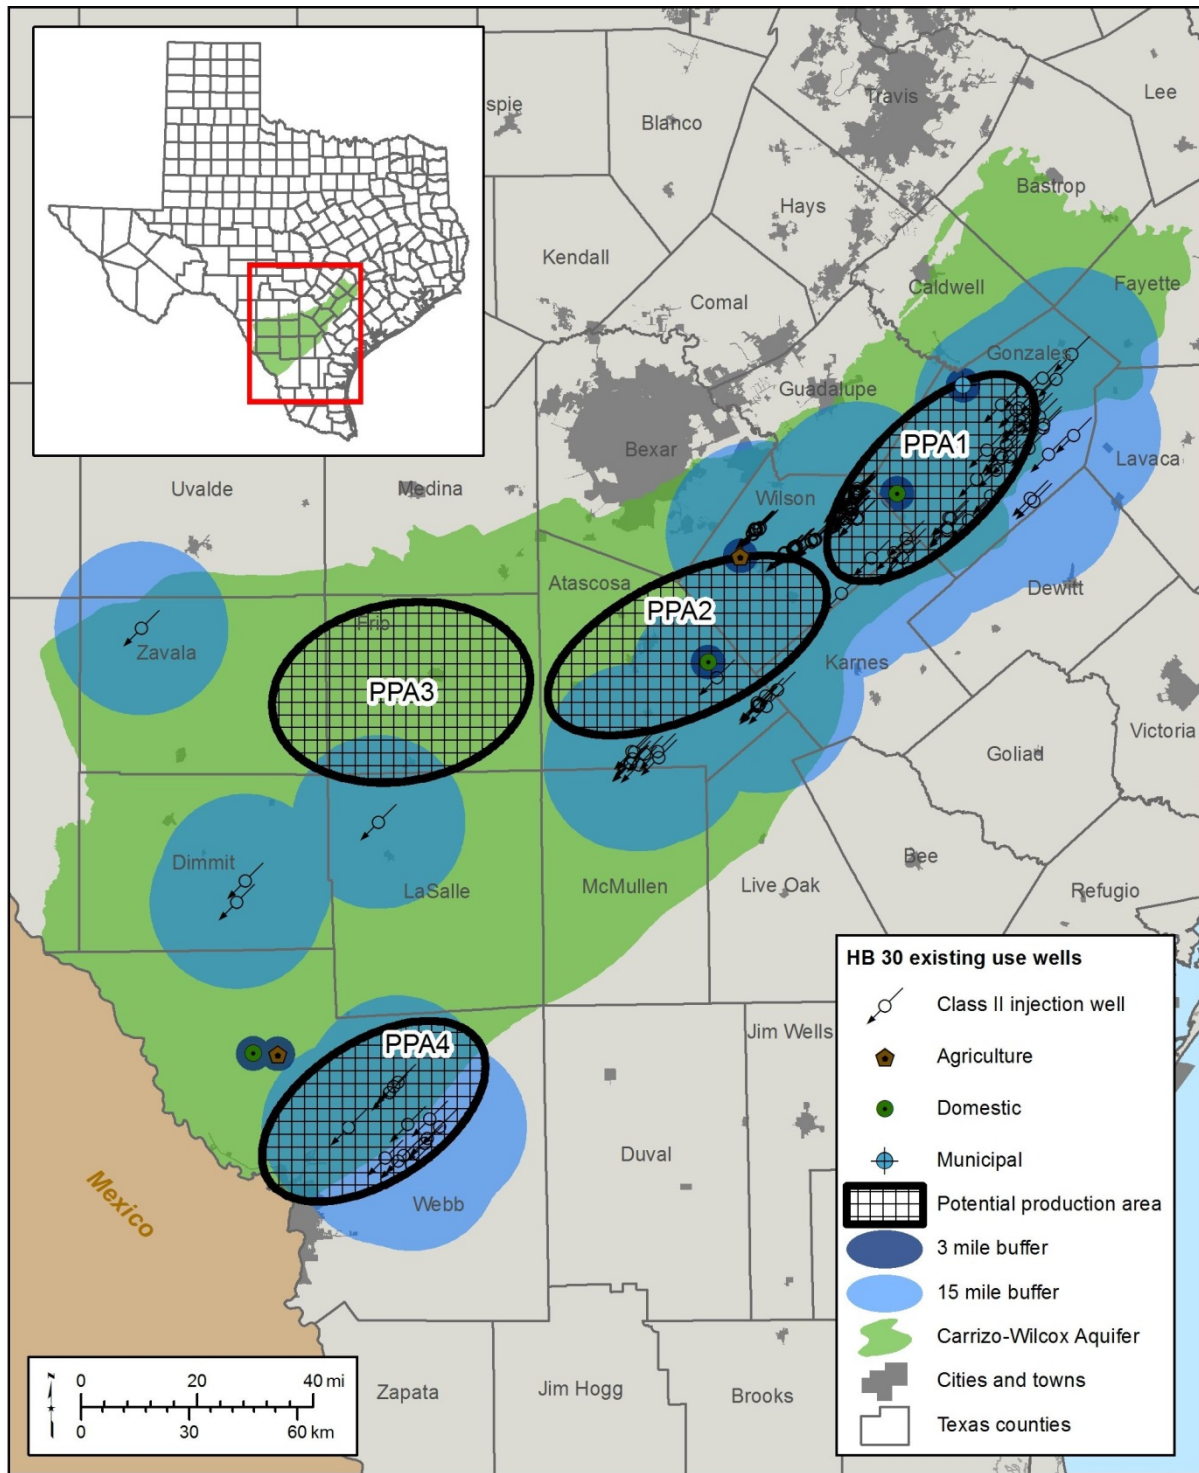 spie
Blanco
Travis
Lee
Bastrop
Hays
Kendall
Comal
Caldwell
Fayette
Gonzales
Guadalupe
Bexar
PPA1
Lavaca
Uvalde
Medina
Wilson
Atascosa
Dewitt
PPA2
Frio
Zavala
Karnes
PPA3
Victoria
Goliad
Dimmit
LaSalle
McMullen
Live Oak
Bee
Refugio
PPA4
Jim Wells
Duval
Webb
Mexico
Zapata
Jim Hogg
Brooks
HB 30 existing use wells
Class II injection well
Agriculture
Domestic
Municipal
Potential production area
3 mile buffer
15 mile buffer
Carrizo-Wilcox Aquifer
Cities and towns
Texas counties
N
0 20 40 mi
0 30 60 km